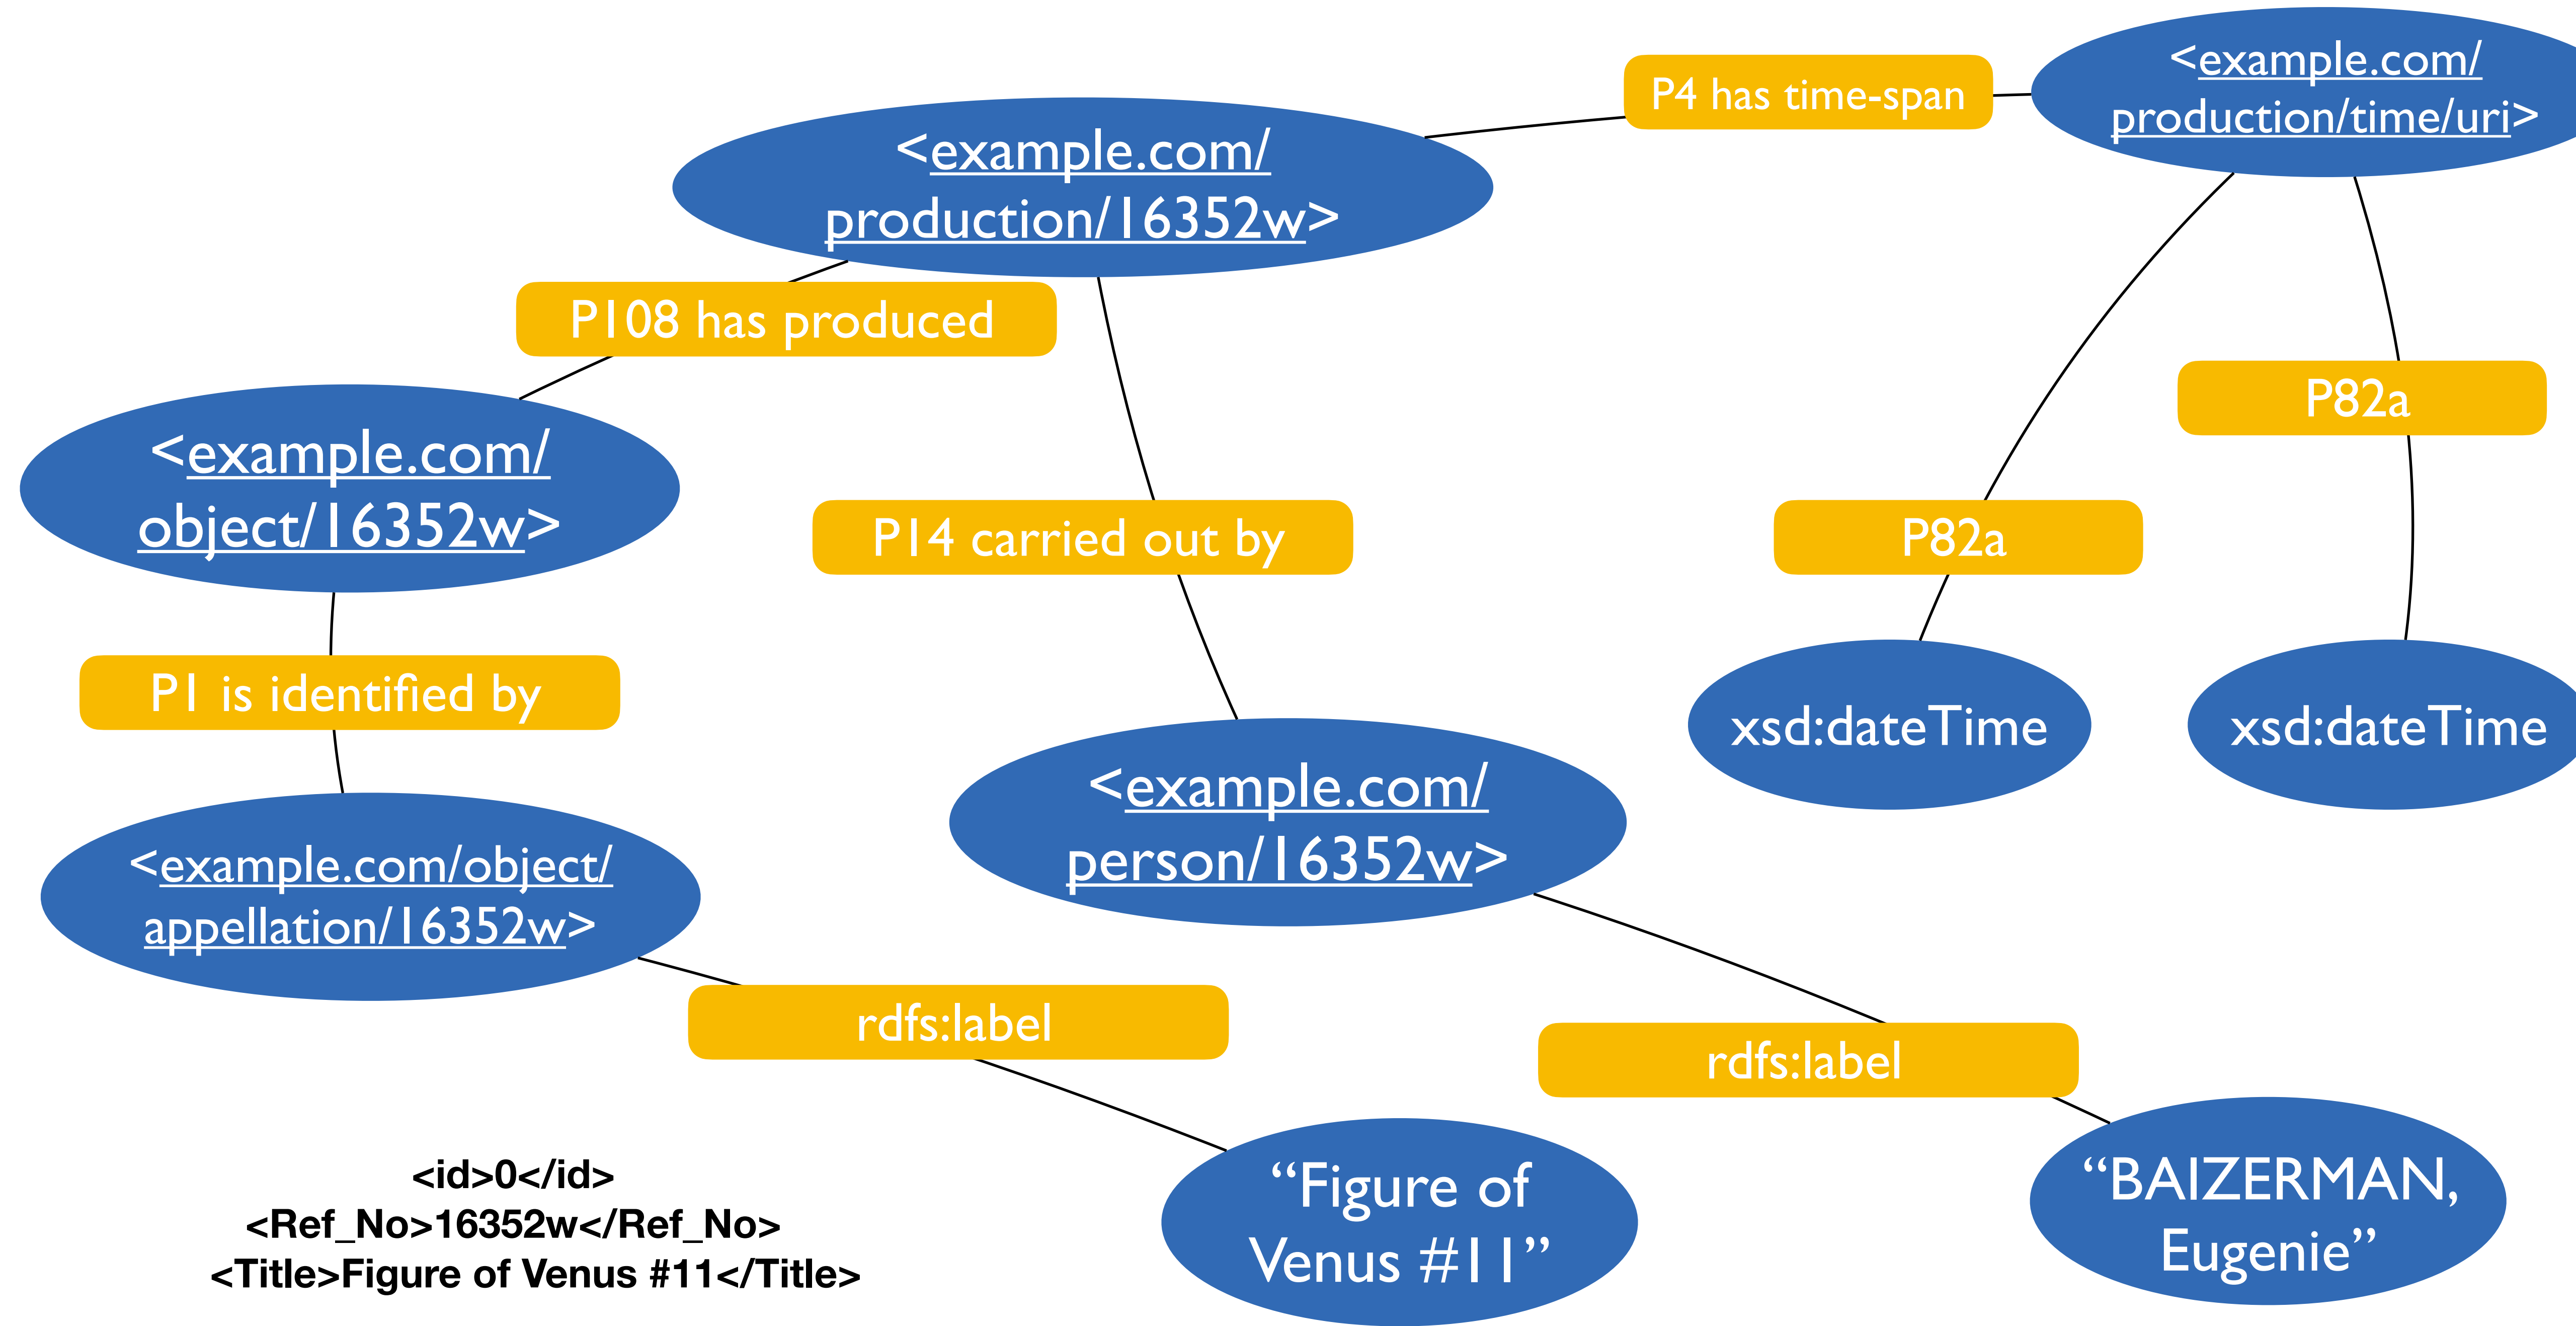 <example.com/
production/time/uri>
P4 has time-span
<example.com/
production/16352w>
P108 has produced
P82a
<example.com/
object/16352w>
P14 carried out by
P82a
P1 is identified by
xsd:dateTime
xsd:dateTime
<example.com/
person/16352w>
<example.com/object/
appellation/16352w>
rdfs:label
rdfs:label
<id>0</id>
<Ref_No>16352w</Ref_No>
<Title>Figure of Venus #11</Title>
“Figure of
Venus #11”
“BAIZERMAN,
Eugenie”